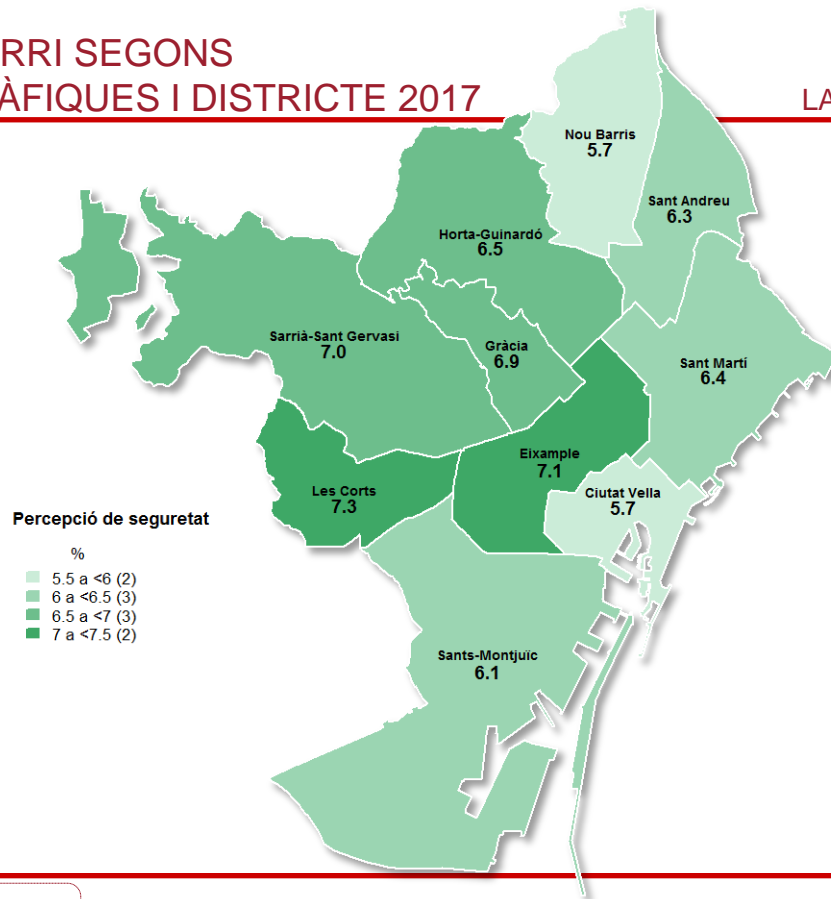 RRI SEGONS
ÀFIQUES I DISTRICTE 2017
LA
Nou Barris
5.7
Sant Andreu
6.3
Horta-Guinardó
6.5
Sarrià-Sant Gervasi
7.0
Gràcia
6.9
Sant Martí
6.4
Eixample
7.1
Les Corts
7.3
Ciutat Vella
5.7
Percepció de seguretat
%
5.5 a <6 (2)
6 a <6.5 (3)
6.5 a <7 (3)
7 a <7.5 (2)
Sants-Montjuïc
6.1